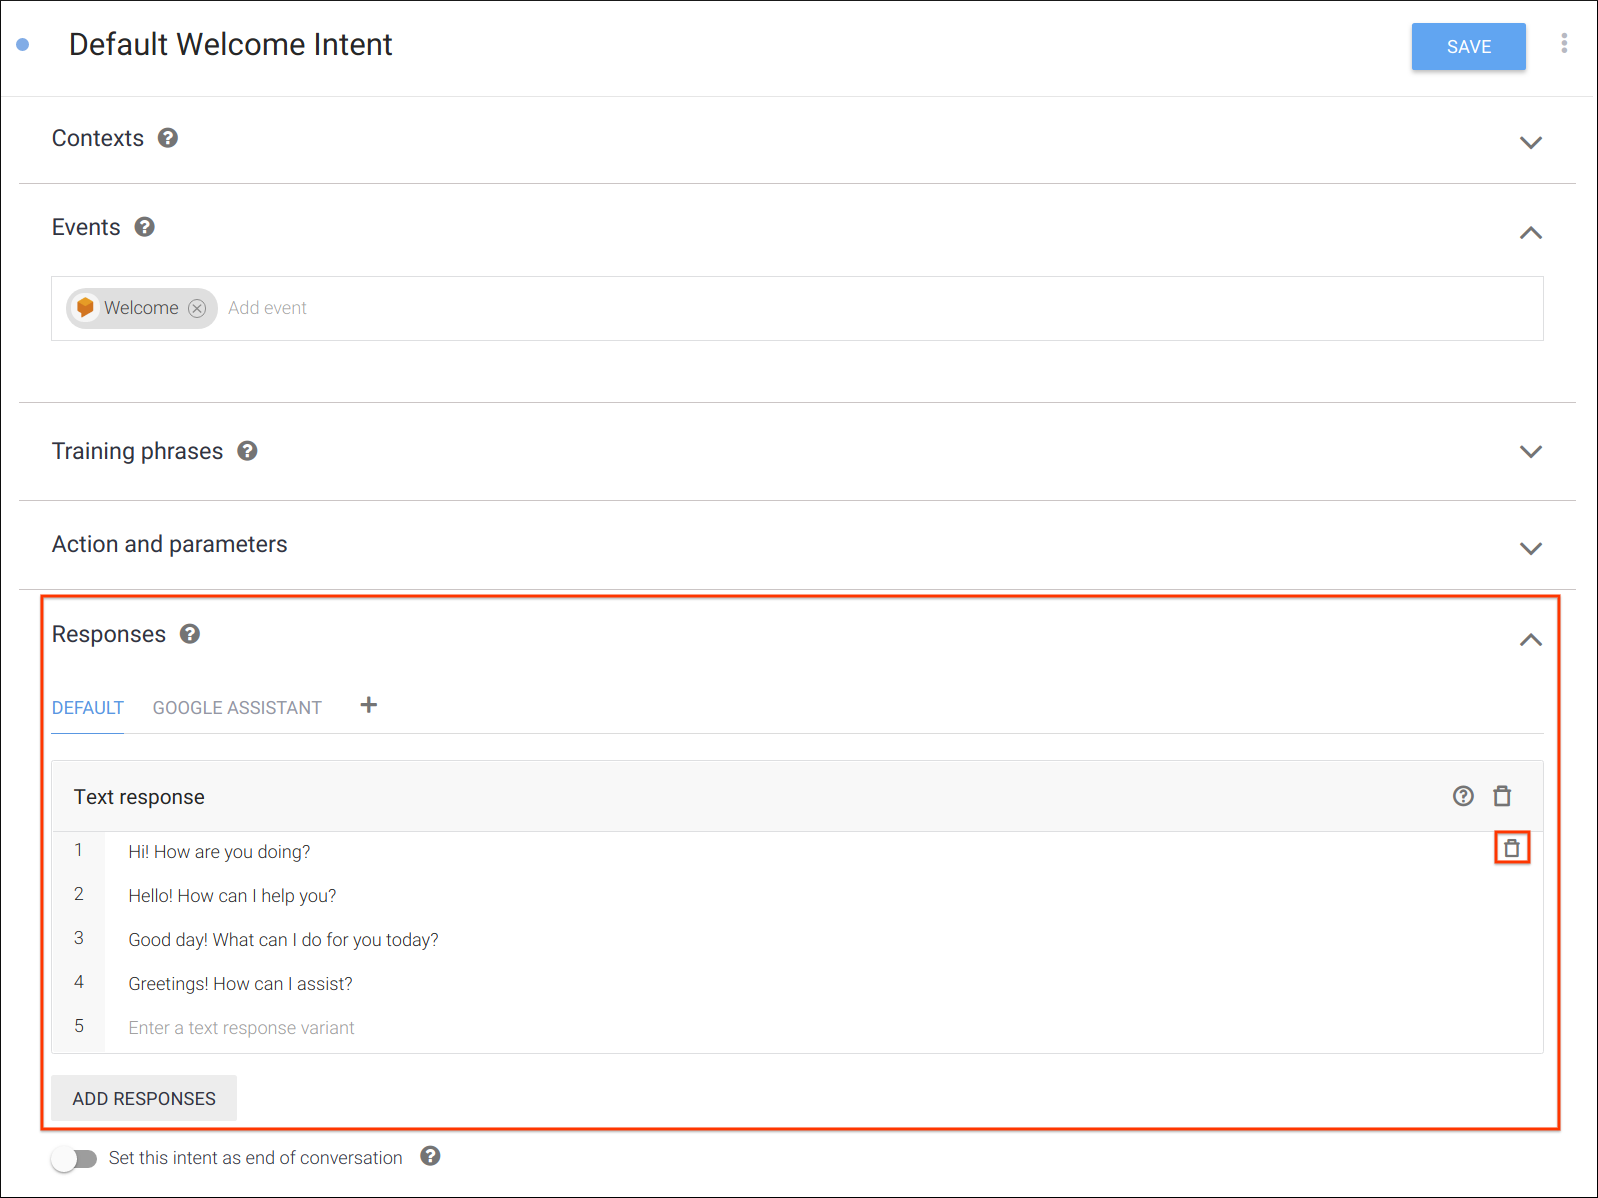 Default Welcome Intent
SAVE
Contexts
Events
Welcome Add event
Training phrases
Action and parameters
Responses
DEFAULT GOOGLE ASSISTANT +
Text response
1 Hi! How are you doing?
2 Hello! How can I help you?
3 Good day! What can I do for you today?
4 Greetings! How can I assist?
5 Enter a text response variant
ADD RESPONSES
Set this intent as end of conversation